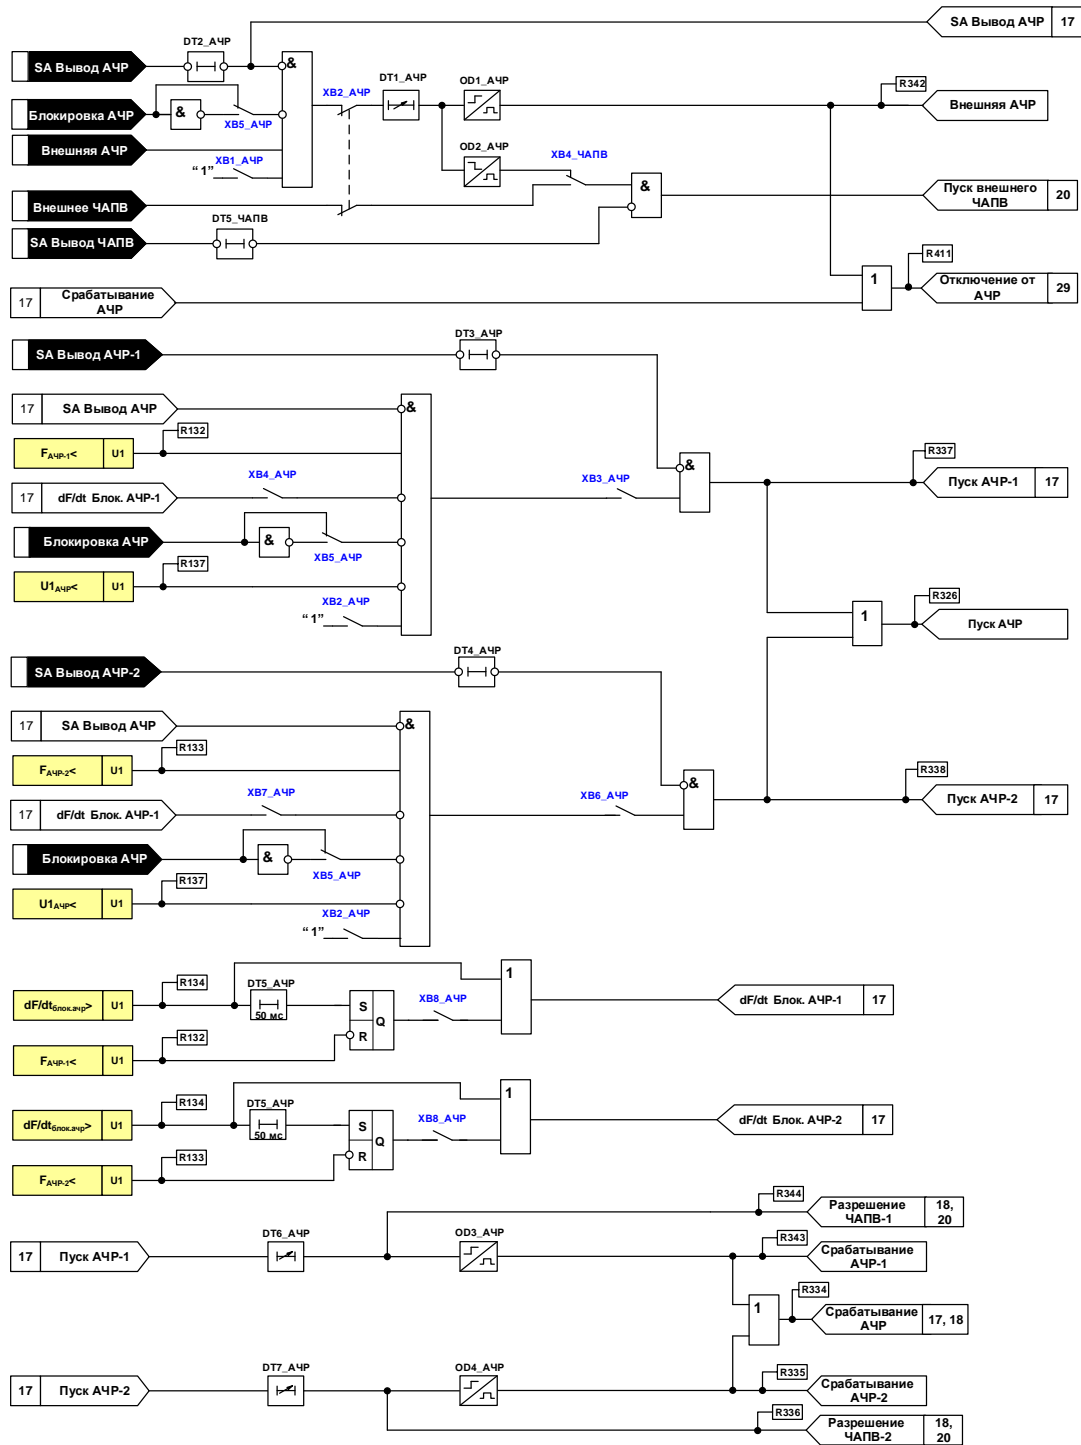 SA Вывод АЧР 17
DT2_АЧР
SA Вывод АЧР
&
DT1_АЧР
OD1_АЧР
R342
XB2_АЧР
Внешняя АЧР
Блокировка АЧР
&
XB5_АЧР
Внешняя АЧР
OD2_АЧР
XB4_ЧАПВ
“1”
XB1_АЧР
&
Пуск внешнего
ЧАПВ
20
Внешнее ЧАПВ
DT5_ЧАПВ
SA Вывод ЧАПВ
R411
1
Отключение от
АЧР
29
17
Срабатывание
АЧР
DT3_АЧР
SA Вывод АЧР-1
17 SA Вывод АЧР
&
R132
FАЧР-1< U1
R337
XB4_АЧР
XB3_АЧР
&
Пуск АЧР-1 17
17 dF/dt Блок. АЧР-1
Блокировка АЧР
&
XB5_АЧР
R137
U1АЧР< U1
R326
XB2_АЧР
“1”
1
Пуск АЧР
DT4_АЧР
SA Вывод АЧР-2
17 SA Вывод АЧР
&
R133
FАЧР-2< U1
R338
XB7_АЧР
XB6_АЧР
&
Пуск АЧР-2 17
17 dF/dt Блок. АЧР-1
Блокировка АЧР
&
XB5_АЧР
R137
U1АЧР< U1
XB2_АЧР
“1”
R134
DT5_АЧР
1
dF/dtблок.ачр> U1
50 мс
S
Q
R
XB8_АЧР
dF/dt Блок. АЧР-1 17
R132
FАЧР-1< U1
R134
DT5_АЧР
1
dF/dtблок.ачр> U1
50 мс
S
Q
R
XB8_АЧР
dF/dt Блок. АЧР-2 17
R133
FАЧР-2< U1
R344
Разрешение
ЧАПВ-1
18,
20
DT6_АЧР
OD3_АЧР
R343
17 Пуск АЧР-1
Срабатывание
АЧР-1
R334
1
Срабатывание
АЧР
17, 18
DT7_АЧР
OD4_АЧР
R335
17 Пуск АЧР-2
Срабатывание
АЧР-2
R336
Разрешение
ЧАПВ-2
18,
20